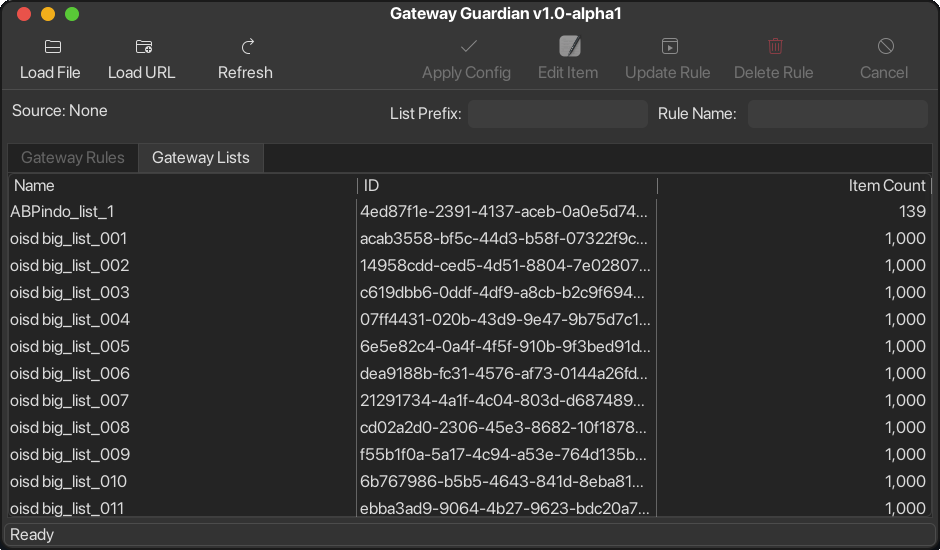 Gateway Guardian v1.0-alpha1
Load File Load URL Refresh Apply Config Edit Item Update Rule Delete Rule Cancel
Source: None List Prefix: Rule Name:
Gateway Rules Gateway Lists
Name ID Item Count
ABPindo_list_1 4ed87f1e-2391-4137-aceb-0a0e5d74... 139
oisd big_list_001 acab3558-bf5c-44d3-b58f-07322f9c... 1,000
oisd big_list_002 14958cdd-ced5-4d51-8804-7e02807... 1,000
oisd big_list_003 c619dbb6-0ddf-4df9-a8cb-b2c9f694... 1,000
oisd big_list_004 07ff4431-020b-43d9-9e47-9b75d7c1... 1,000
oisd big_list_005 6e5e82c4-0a4f-4f5f-910b-9f3bed91d... 1,000
oisd big_list_006 dea9188b-fc31-4576-af73-0144a26fd... 1,000
oisd big_list_007 21291734-4a1f-4c04-803d-d687489... 1,000
oisd big_list_008 cd02a2d0-2306-45e3-8682-10f1878... 1,000
oisd big_list_009 f55b1f0a-5a17-4c94-a53e-764d135b... 1,000
oisd big_list_010 6b767986-b5b5-4643-841d-8eba81... 1,000
oisd big_list_011 ebba3ad9-9064-4b27-9623-bdc20a7... 1,000
Ready